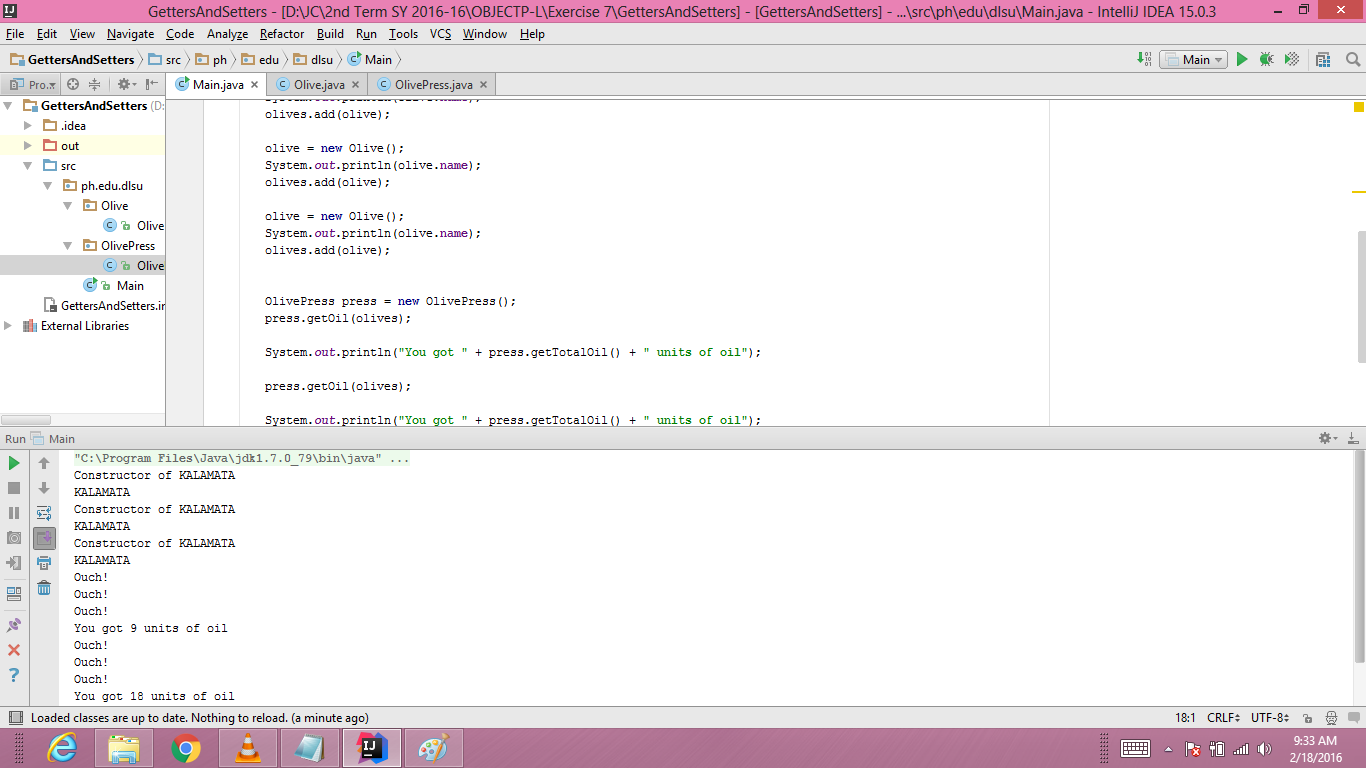 GettersAndSetters - [D:\JC\2nd Term SY 2016-16\OBJECTP-L\Exercise 7\GettersAndSetters] - [GettersAndSetters] - ...\src\ph\edu\dlsu\Main.java - IntelliJ IDEA 15.0.3
File Edit View Navigate Code Analyze Refactor Build Run Tools VCS Window Help
GettersAndSetters src ph edu dlsu Main Main
Pro... Main.java Olive.java OlivePress.java
GettersAndSetters (D:
.idea
out
src
ph.edu.dlsu
Olive
Olive
OlivePress
Olive
Main
GettersAndSetters.ir
External Libraries
olives.add(olive);
olive = new Olive();
System.out.println(olive.name);
olives.add(olive);
olive = new Olive();
System.out.println(olive.name);
olives.add(olive);
OlivePress press = new OlivePress();
press.getOil(olives);
System.out.println("You got " + press.getTotalOil() + " units of oil");
press.getOil(olives);
System.out.println("You got " + press.getTotalOil() + " units of oil");
Run Main
"C:\Program Files\Java\jdk1.7.0_79\bin\java" ...
Constructor of KALAMATA
KALAMATA
Constructor of KALAMATA
KALAMATA
Constructor of KALAMATA
KALAMATA
Ouch!
Ouch!
Ouch!
You got 9 units of oil
Ouch!
Ouch!
Ouch!
You got 18 units of oil
Loaded classes are up to date. Nothing to reload. (a minute ago) 18:1 CRLF UTF-8
9:33 AM
2/18/2016